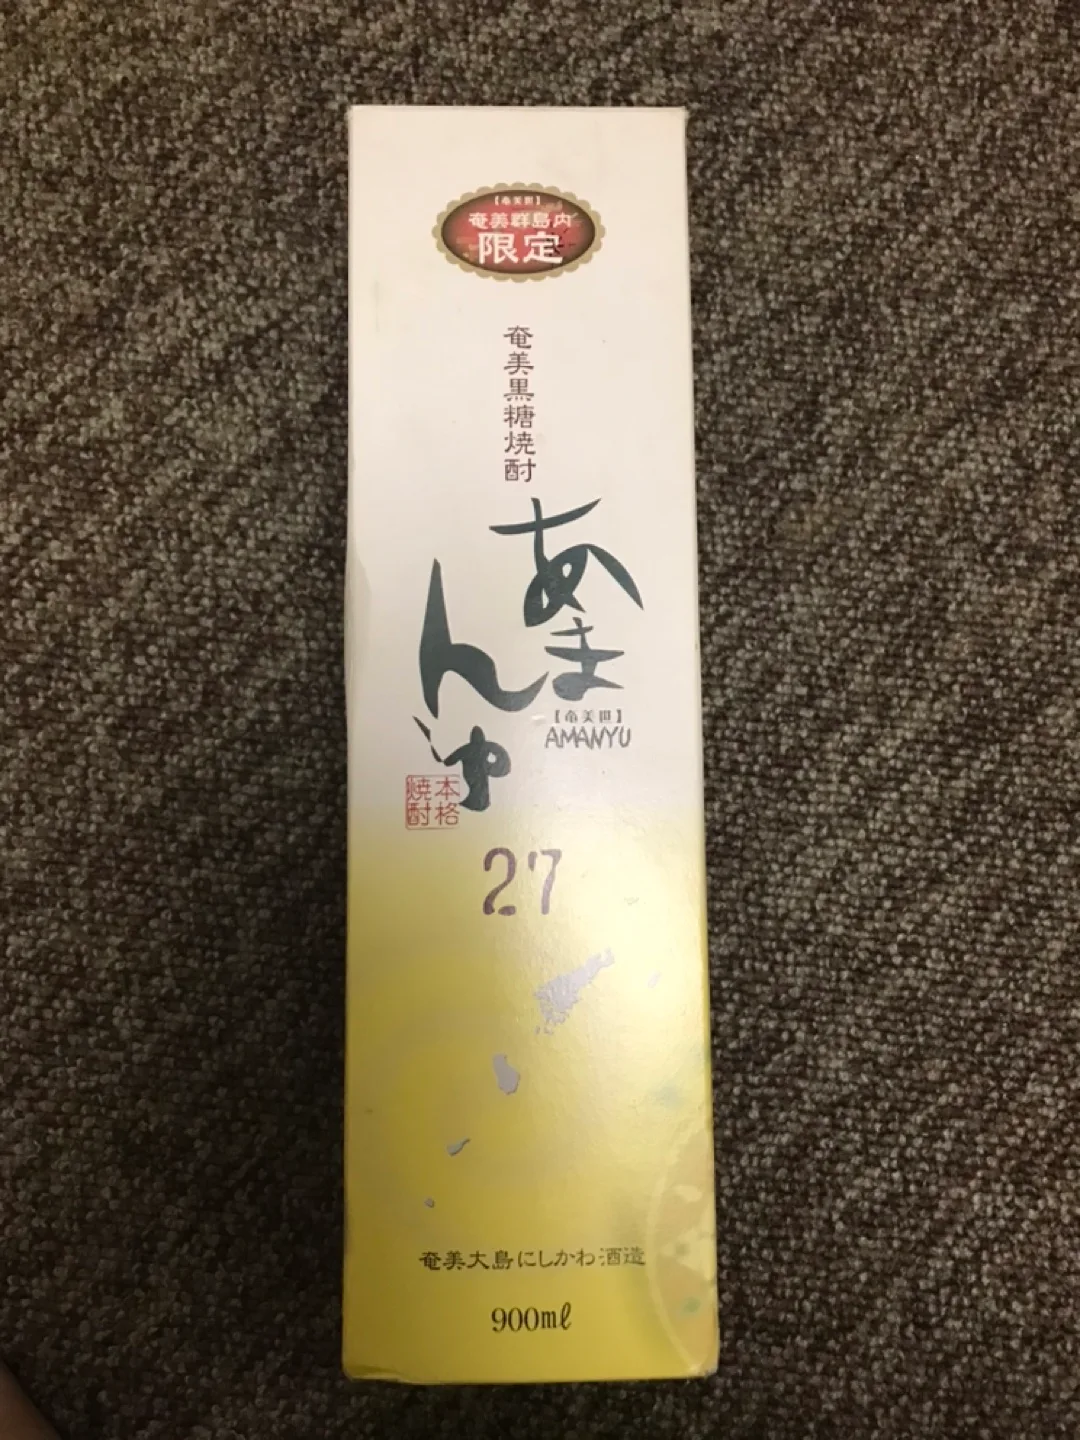 【奄美世】
奄美群島内
限定
奄美黒糖焼酎
あまんゆ
【奄美世】
AMANYU
本格
焼酎
27
奄美大島にしかわ酒造
900mℓ